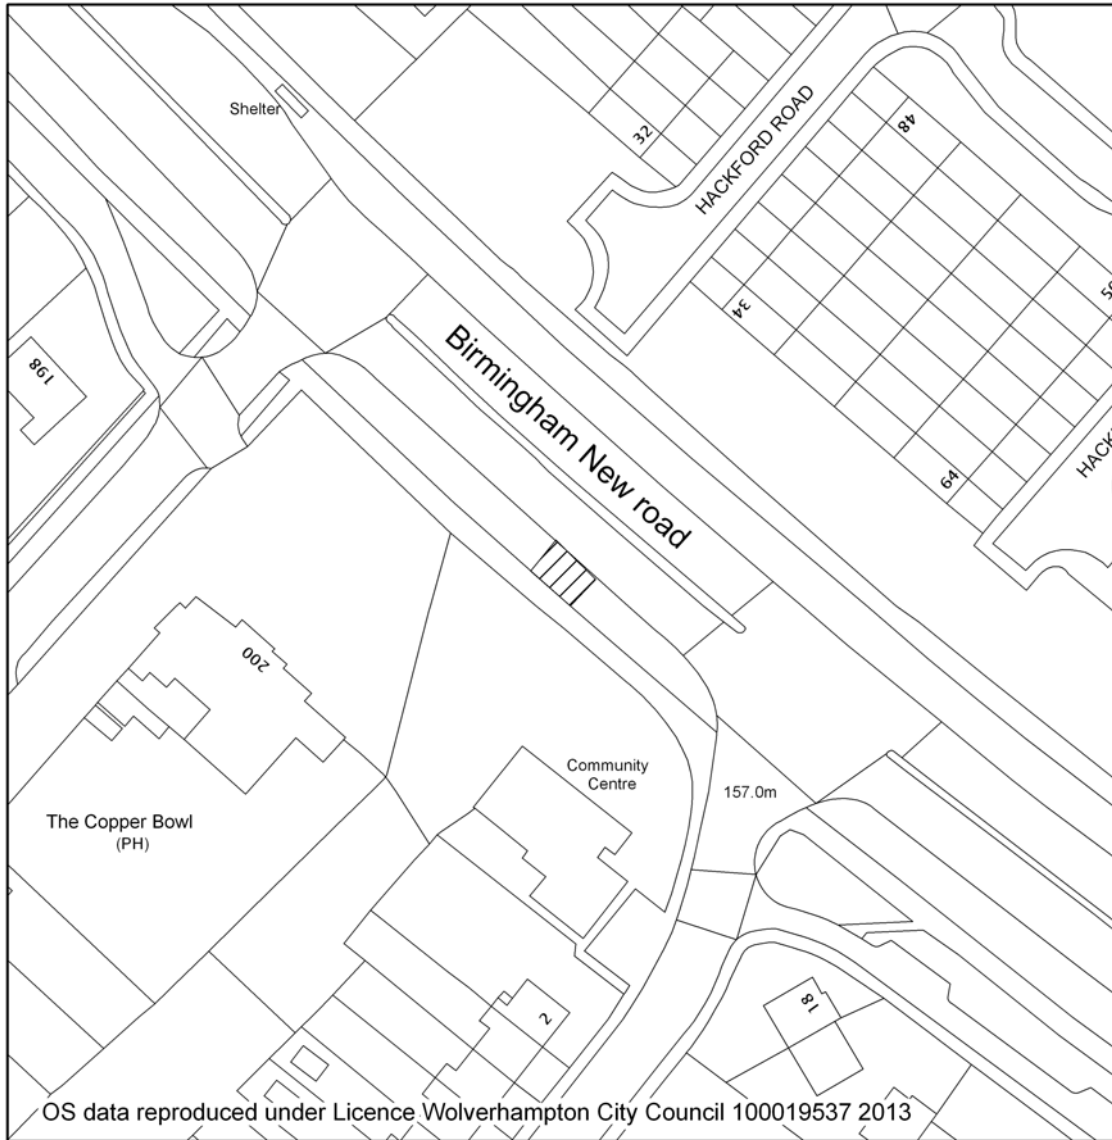 Shelter
32
HACKFORD ROAD
48
34
56
198
Birmingham New road
64
200
Community
Centre
157.0m
The Copper Bowl
(PH)
18
2
OS data reproduced under Licence Wolverhampton City Council 100019537 2013